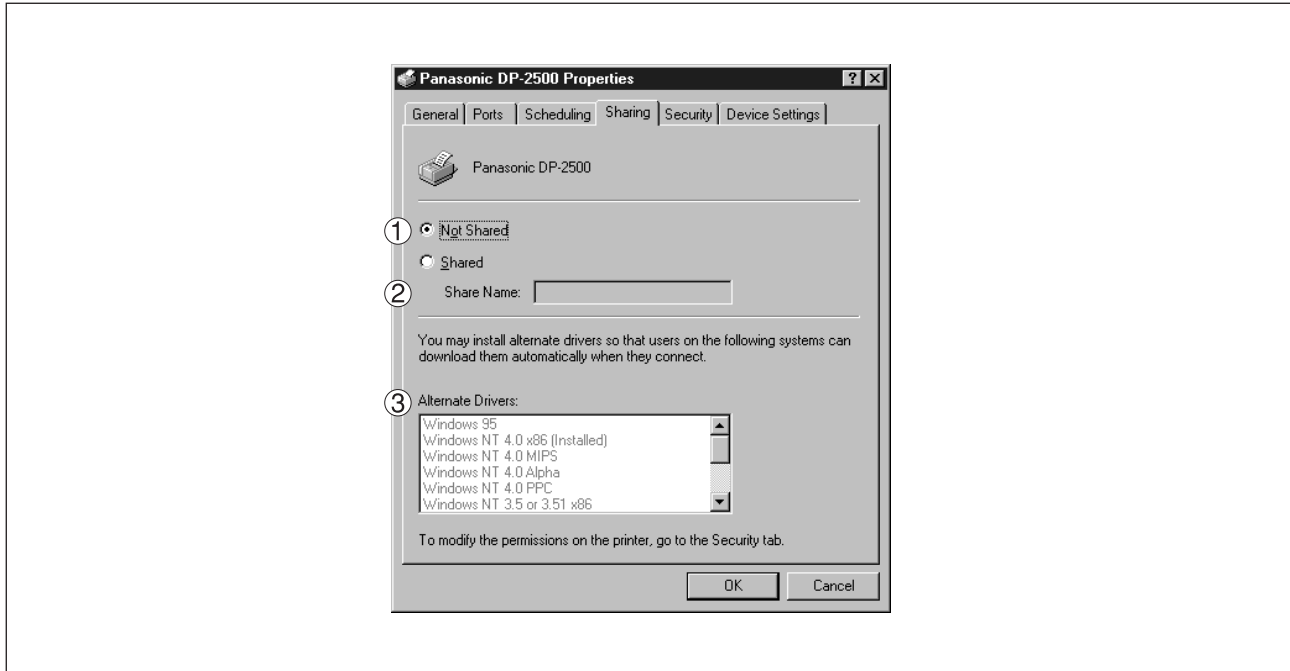 Panasonic DP-2500 Properties
General Ports Scheduling Sharing Security Device Settings
Panasonic DP-2500
① Not Shared
Shared
② Share Name:
You may install alternate drivers so that users on the following systems can
download them automatically when they connect.
③ Alternate Drivers:
Windows 95
Windows NT 4.0 x86 (Installed)
Windows NT 4.0 MIPS
Windows NT 4.0 Alpha
Windows NT 4.0 PPC
Windows NT 3.5 or 3.51 x86
To modify the permissions on the printer, go to the Security tab.
OK Cancel